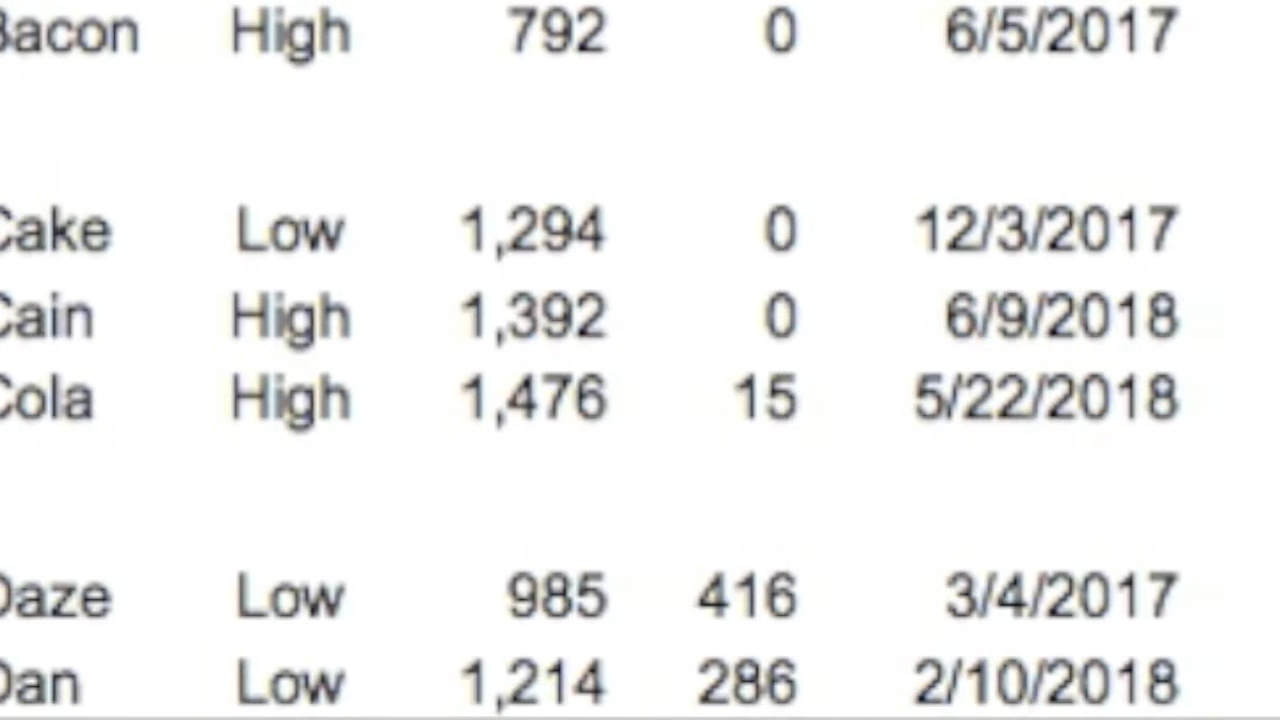 Bacon High 792 0 6/5/2017
Cake Low 1,294 0 12/3/2017
Cain High 1,392 0 6/9/2018
Cola High 1,476 15 5/22/2018
Daze Low 985 416 3/4/2017
Dan Low 1,214 286 2/10/2018